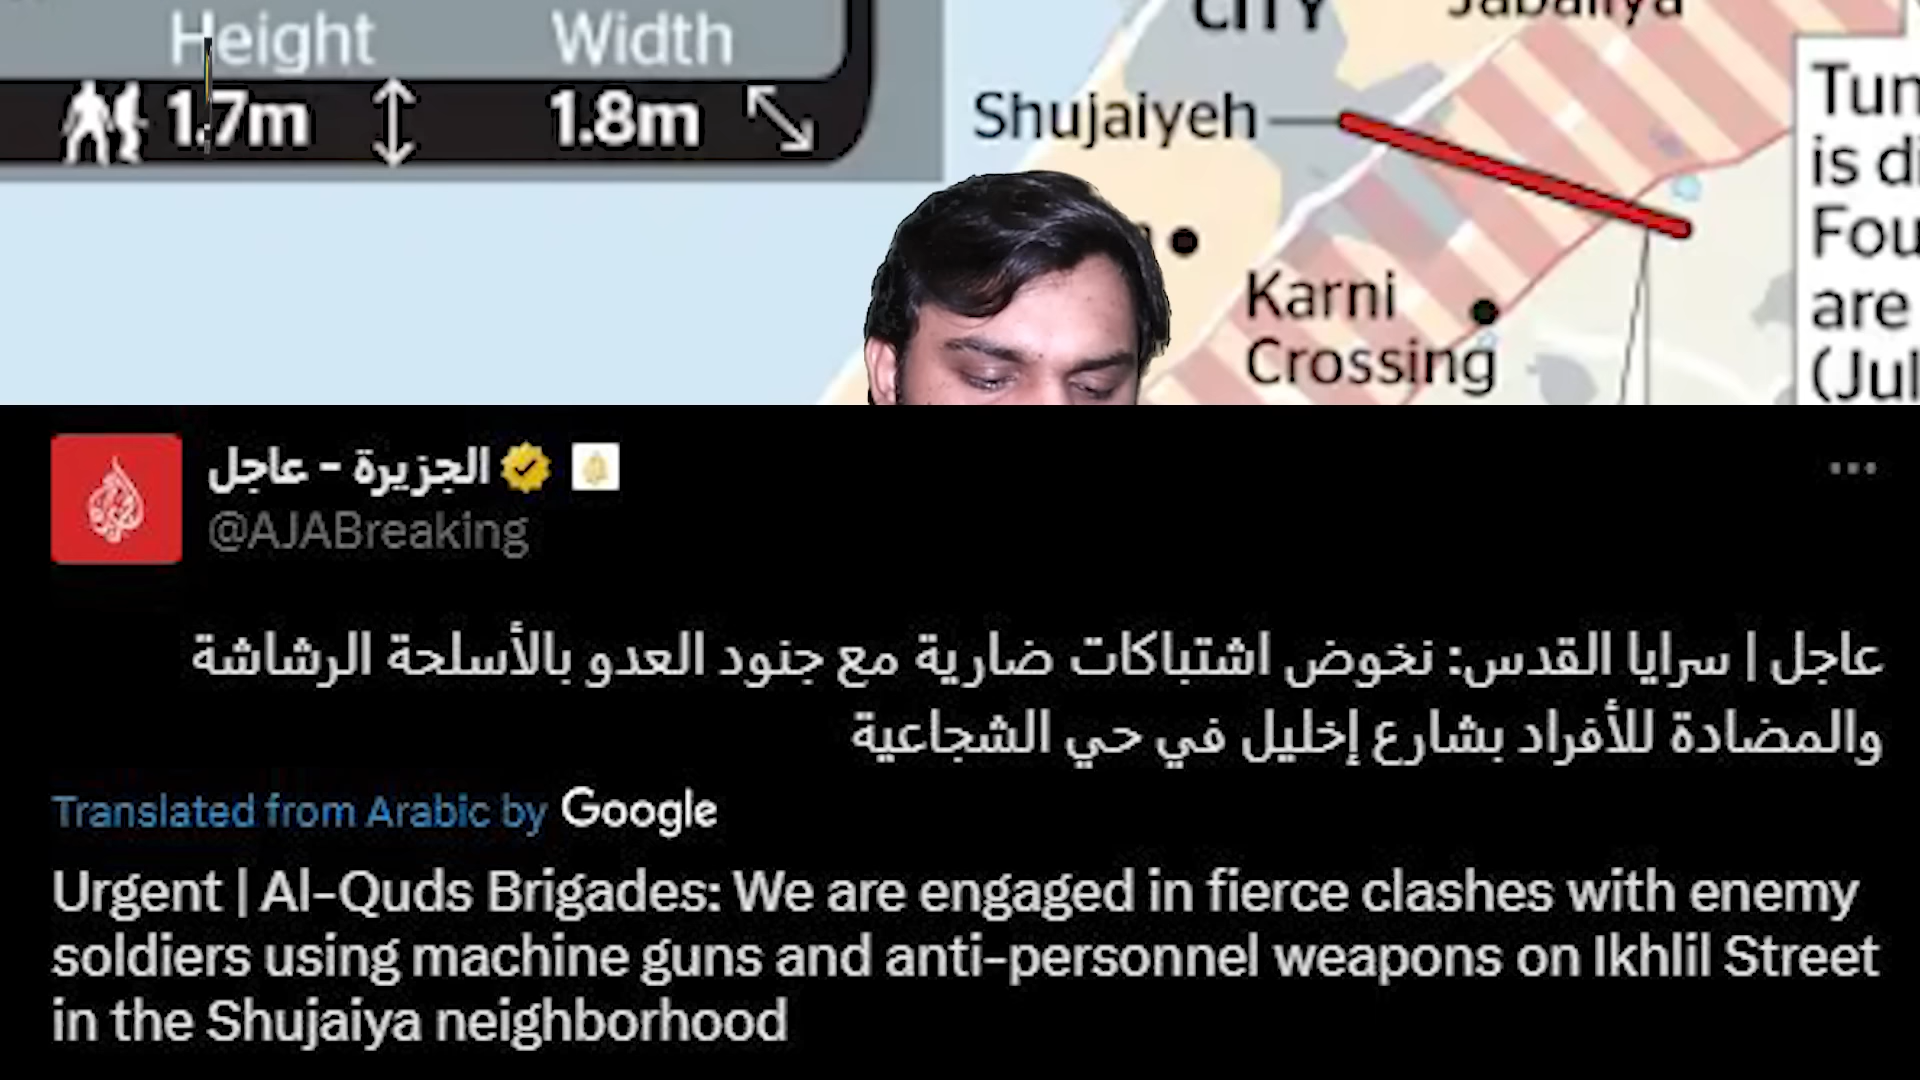 Height Width
1.7m 1.8m
CITY Jabaliya
Shujaiyeh
Karni
Crossing
Tun
is di
Fou
are
(Jul
الجزيرة - عاجل
@AJABreaking
عاجل | سرايا القدس: نخوض اشتباكات ضارية مع جنود العدو بالأسلحة الرشاشة
والمضادة للأفراد بشارع إخليل في حي الشجاعية
Translated from Arabic by Google
Urgent | Al-Quds Brigades: We are engaged in fierce clashes with enemy
soldiers using machine guns and anti-personnel weapons on Ikhlil Street
in the Shujaiya neighborhood